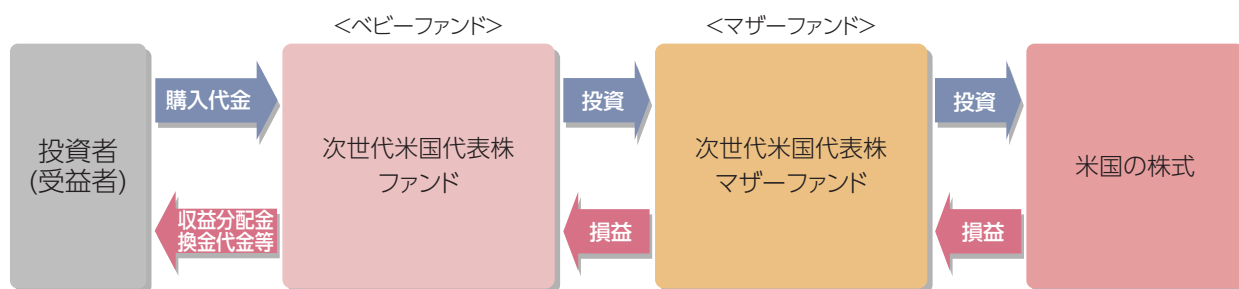 <ベビーファンド>
<マザーファンド>
投資者
(受益者)
購入代金
収益分配金
換金代金等
次世代米国代表株
ファンド
投資
損益
次世代米国代表株
マザーファンド
投資
損益
米国の株式